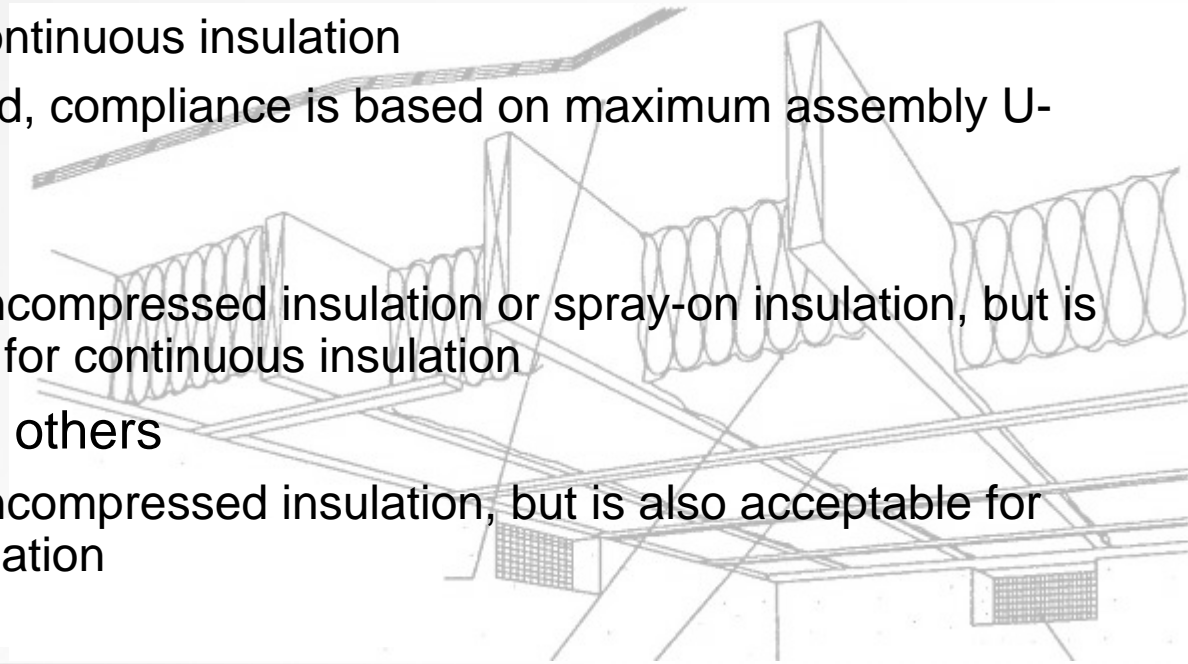 ontinuous insulation
d, compliance is based on maximum assembly U-
ncompressed insulation or spray-on insulation, but is
for continuous insulation
others
ncompressed insulation, but is also acceptable for
ation